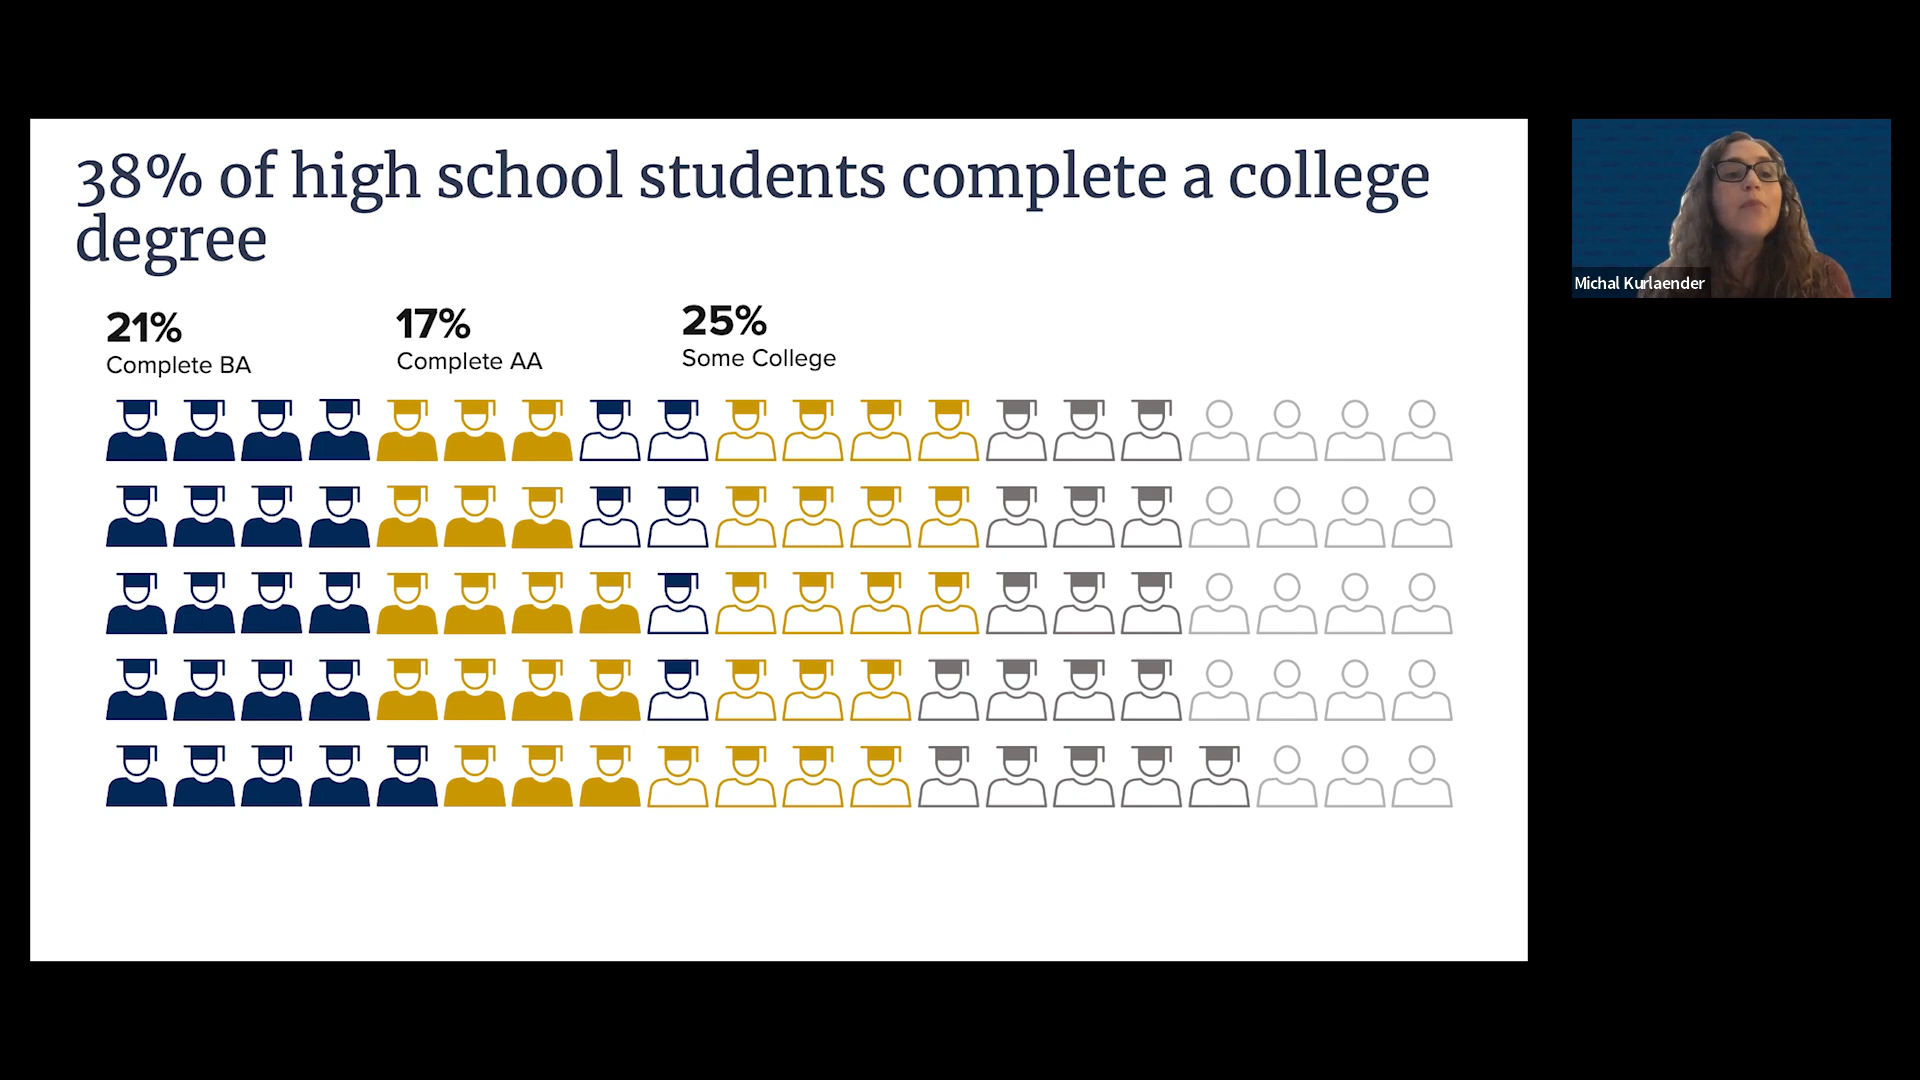 38% of high school students complete a college
degree
21%
Complete BA
17%
Complete AA
25%
Some College
Michal Kurlaender